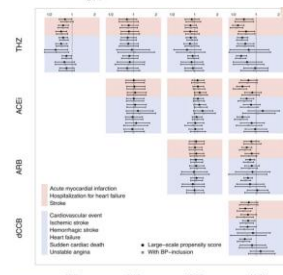 THZ
ACEi
ARB
dCCB
Acute myocardial infarction
Hospitalization for heart failure
Stroke
Cardiovascular event
Ischemic stroke
Hemorrhagic stroke
Heart failure
Sudden cardiac death
Unstable angina
Large-scale propensity score
With BP-inclusion